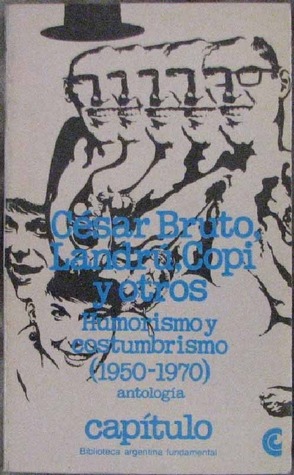 César Bruto,
Landrú, Copi
y otros
Humorismo y
costumbrismo
(1950-1970)
antología
capítulo
Biblioteca argentina fundamental